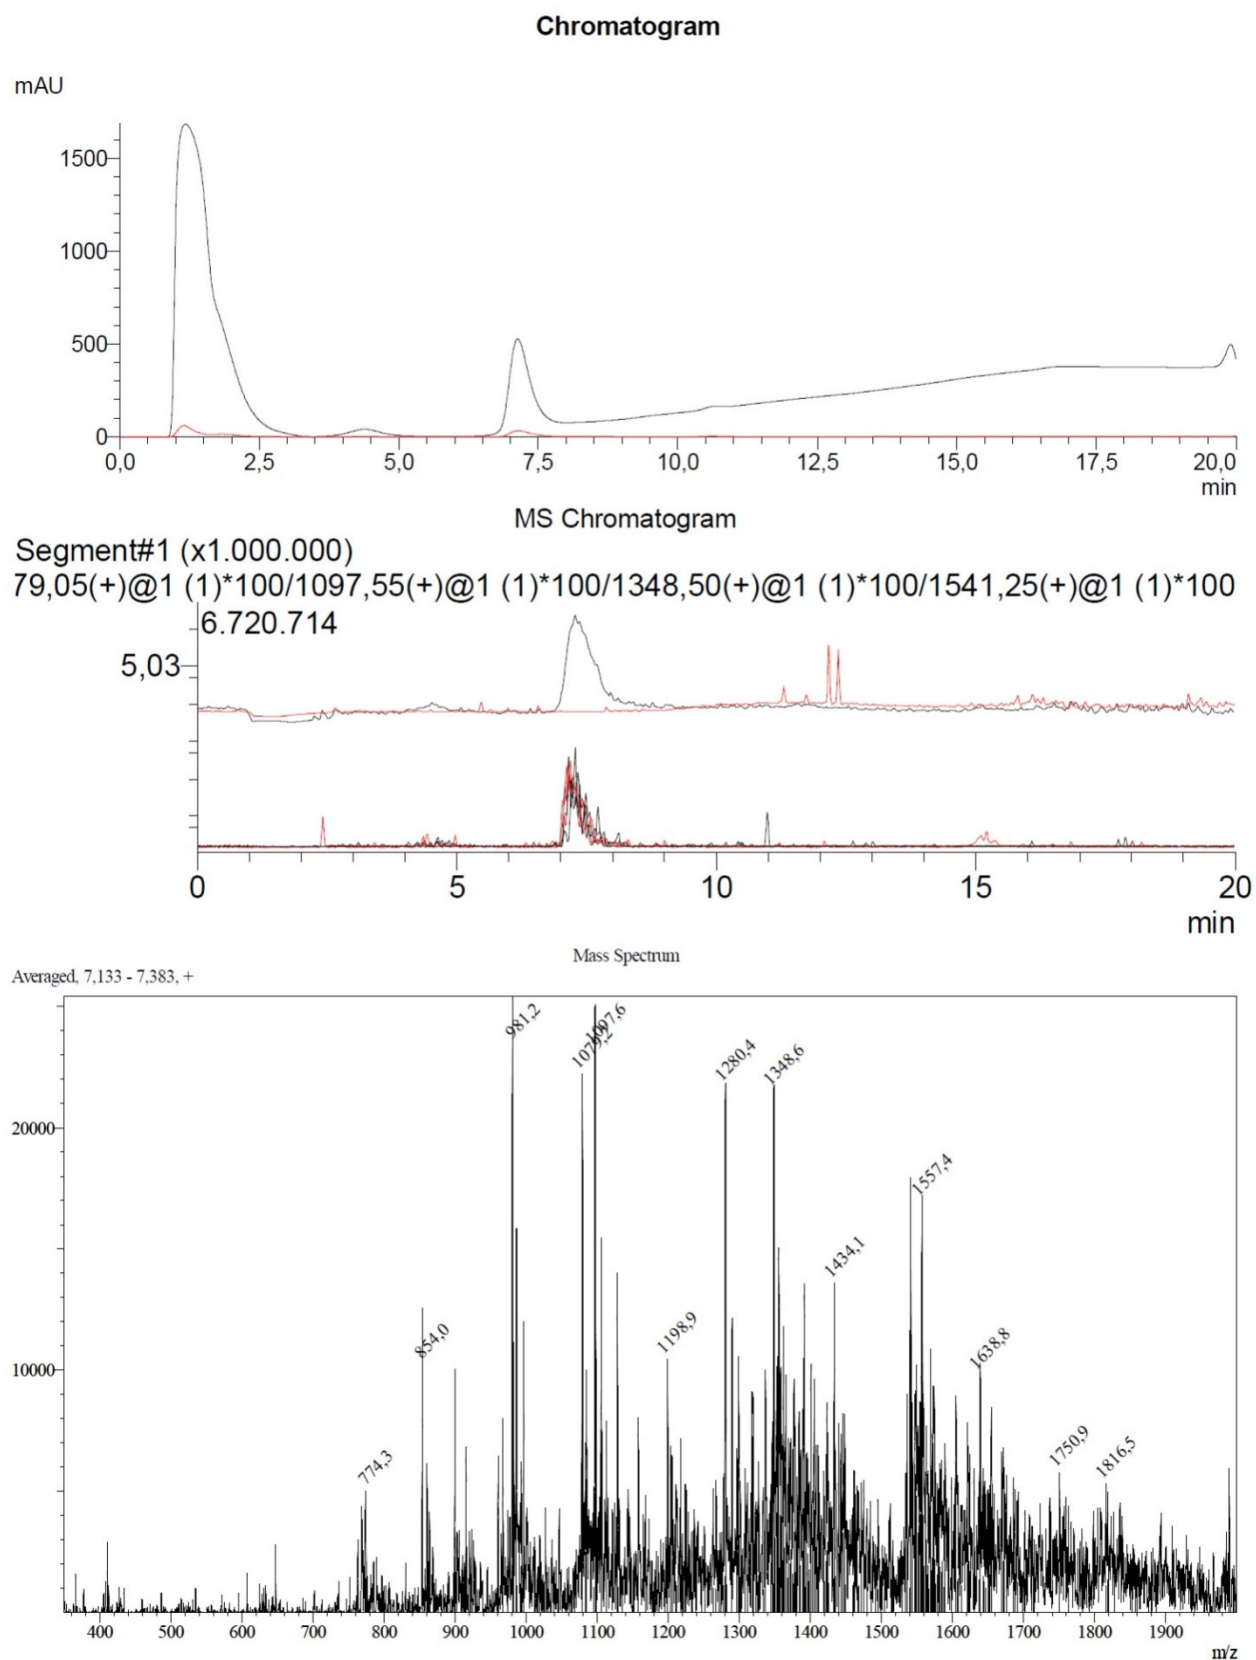 Chromatogram
mAU
1500
1000
500
0
0,0 2,5 5,0 7,5 10,0 12,5 15,0 17,5 20,0
min
MS Chromatogram
Segment#1 (x1.000.000)
79,05(+)@1 (1)*100/1097,55(+)@1 (1)*100/1348,50(+)@1 (1)*100/1541,25(+)@1 (1)*100
6.720.714
5,03
0 5 10 15 20
min
Mass Spectrum
Averaged, 7,133 - 7,383, +
981,2
1079,2
1097,6
1280,4
1348,6
20000
1557,4
1434,1
1198,9
854,0
1638,8
10000
774,3
1750,9
1816,5
400 500 600 700 800 900 1000 1100 1200 1300 1400 1500 1600 1700 1800 1900
m/z